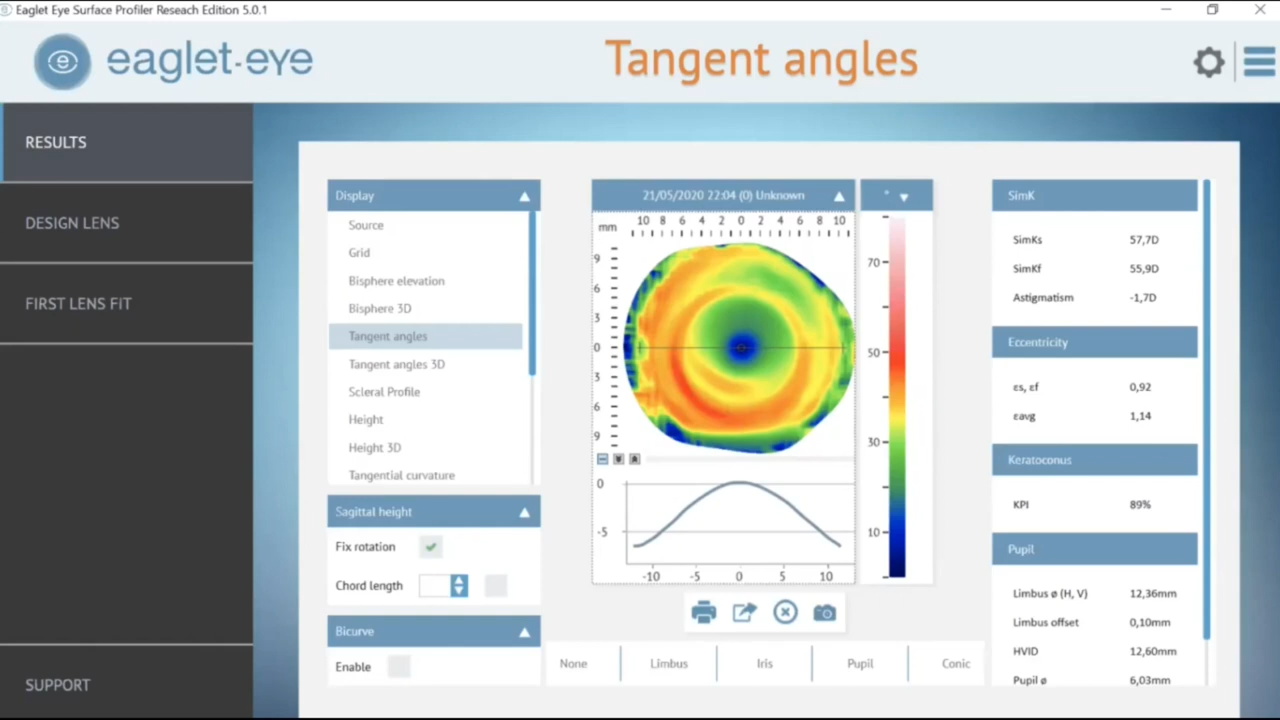 Eaglet Eye Surface Profiler Reseach Edition 5.0.1
eaglet-eye
Tangent angles
RESULTS
DESIGN LENS
FIRST LENS FIT
SUPPORT
Display
Source
Grid
Bisphere elevation
Bisphere 3D
Tangent angles
Tangent angles 3D
Scleral Profile
Height
Height 3D
Tangential curvature
Sagittal height
Fix rotation
Chord length
Bicurve
Enable
21/05/2020 22:04 (0) Unknown
mm
10 8 6 4 2 0 2 4 6 8 10
9
6
3
0
3
6
9
0
-5
-10 -5 0 5 10
°
70
50
30
10
None Limbus Iris Pupil Conic
SimK
SimKs 57,7D
SimKf 55,9D
Astigmatism -1,7D
Eccentricity
εs, εf 0,92
εavg 1,14
Keratoconus
KPI 89%
Pupil
Limbus ø (H, V) 12,36mm
Limbus offset 0,10mm
HVID 12,60mm
Pupil ø 6,03mm